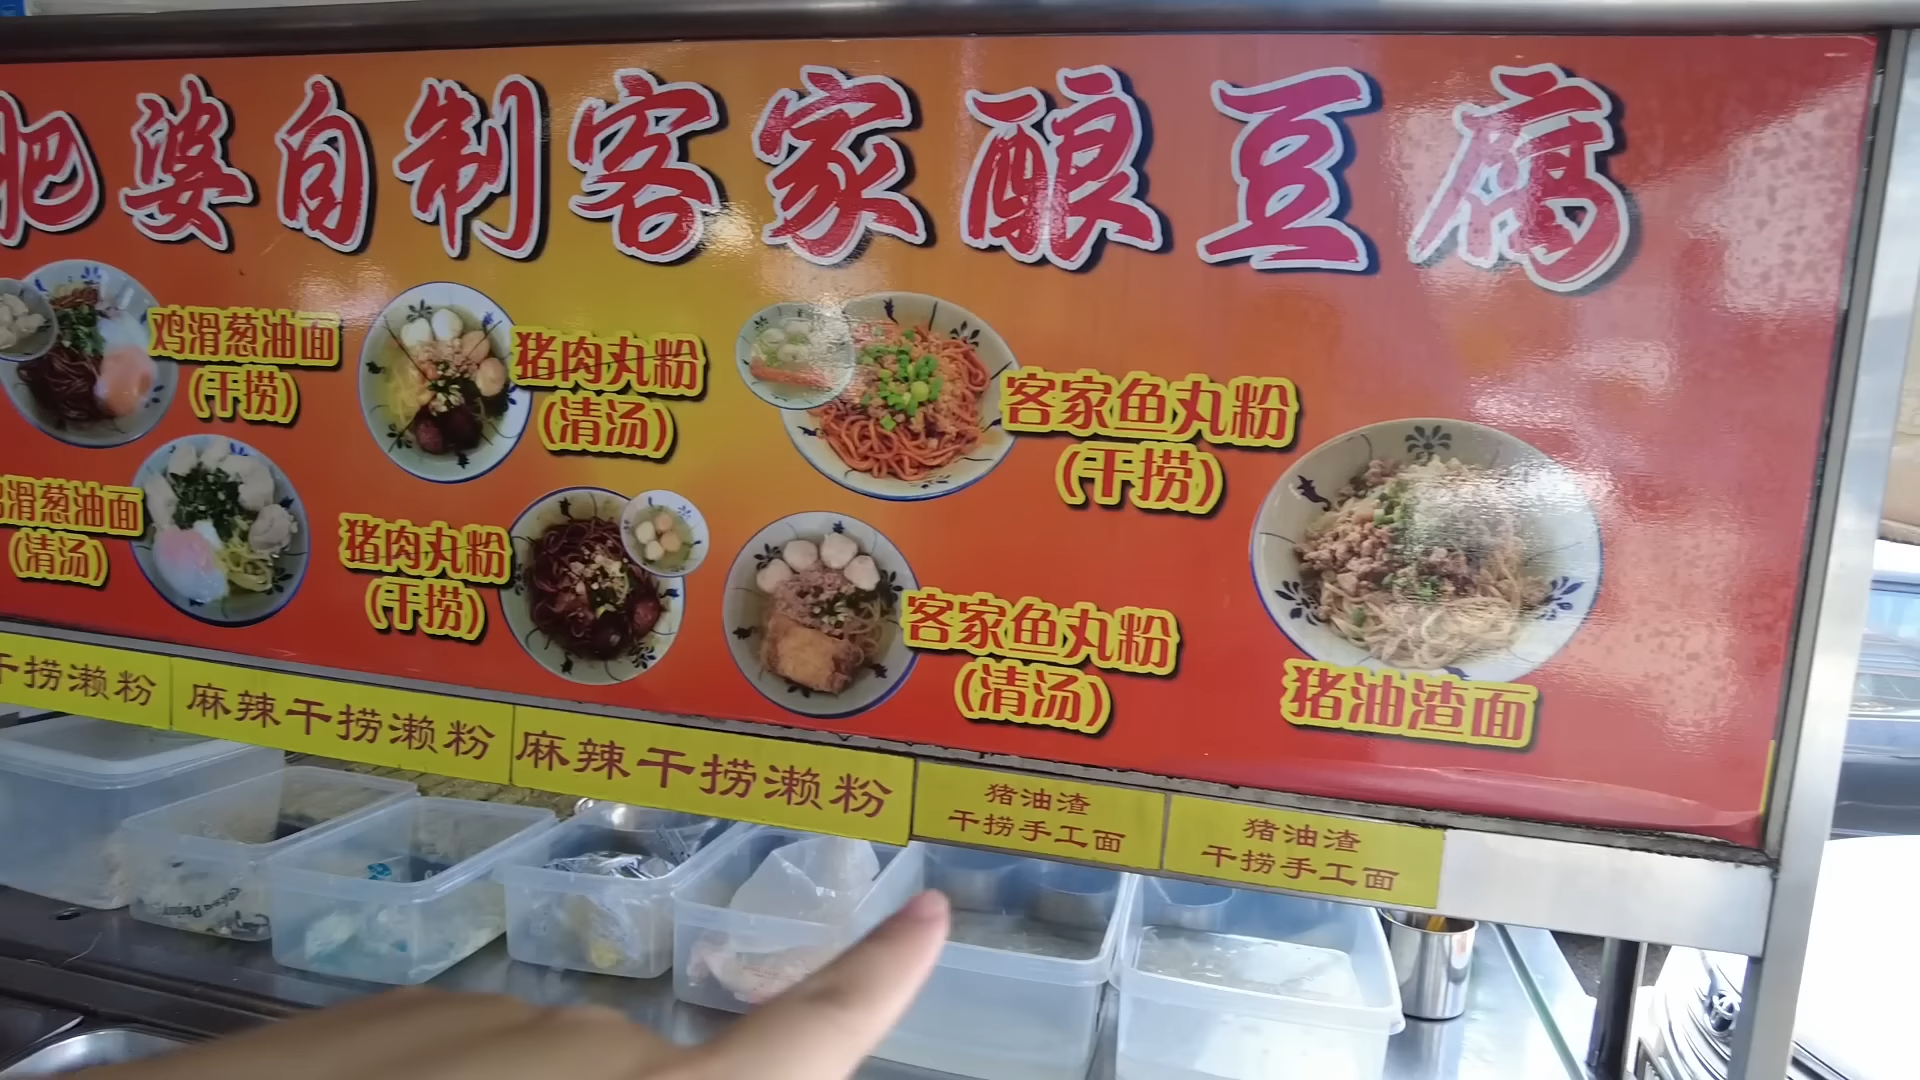 肥婆自制客家酿豆腐
鸡滑葱油面
(干捞)
猪肉丸粉
(清汤)
客家鱼丸粉
(干捞)
滑葱油面
(清汤)
猪肉丸粉
(干捞)
客家鱼丸粉
(清汤)
猪油渣面
干捞濑粉
麻辣干捞濑粉
麻辣干捞濑粉
猪油渣
干捞手工面
猪油渣
干捞手工面